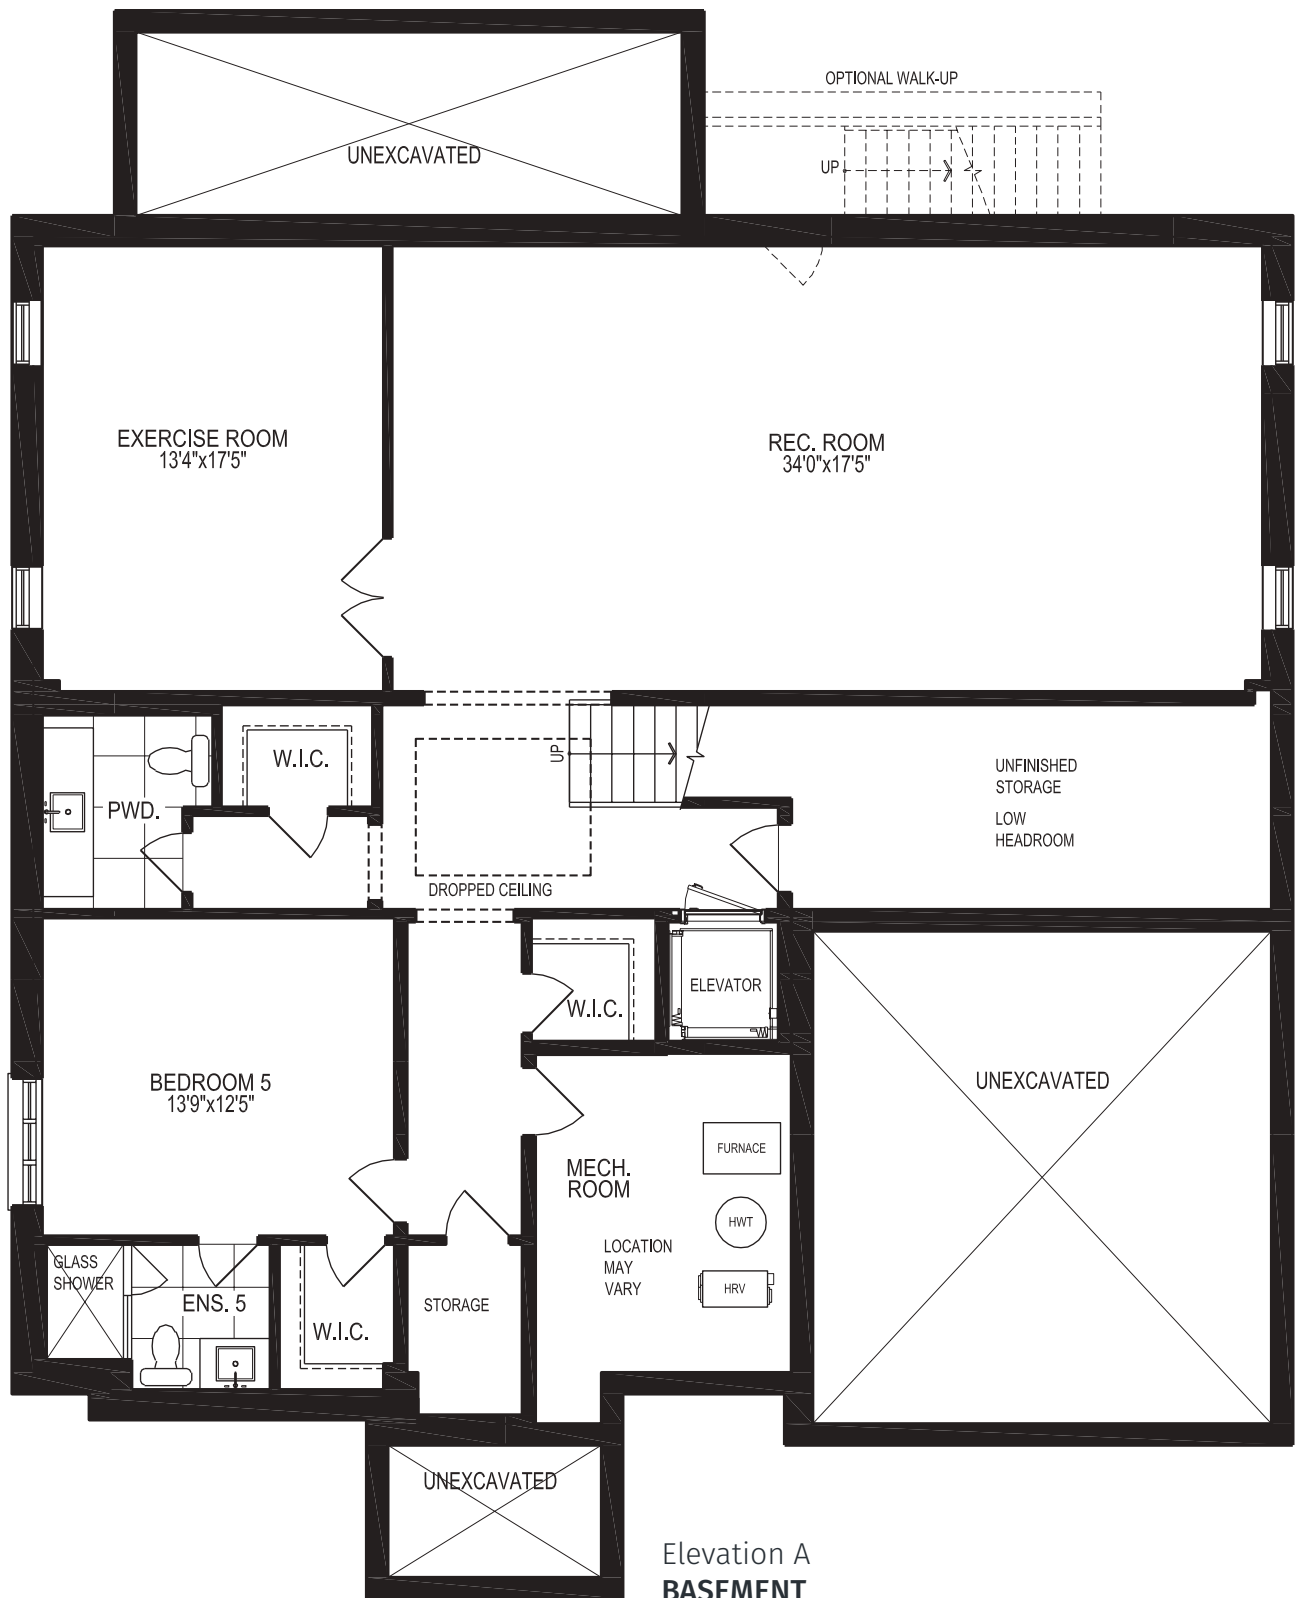 OPTIONAL WALK-UP
UNEXCAVATED
UP
EXERCISE ROOM
13'4"x17'5"
REC. ROOM
34'0"x17'5"
W.I.C.
UP
UNFINISHED
STORAGE
LOW
HEADROOM
PWD.
DROPPED CEILING
ELEVATOR
W.I.C.
BEDROOM 5
13'9"x12'5"
UNEXCAVATED
FURNACE
MECH.
ROOM
HWT
LOCATION
MAY
VARY
HRV
GLASS
SHOWER
ENS. 5
STORAGE
W.I.C.
UNEXCAVATED
Elevation A
BASEMENT